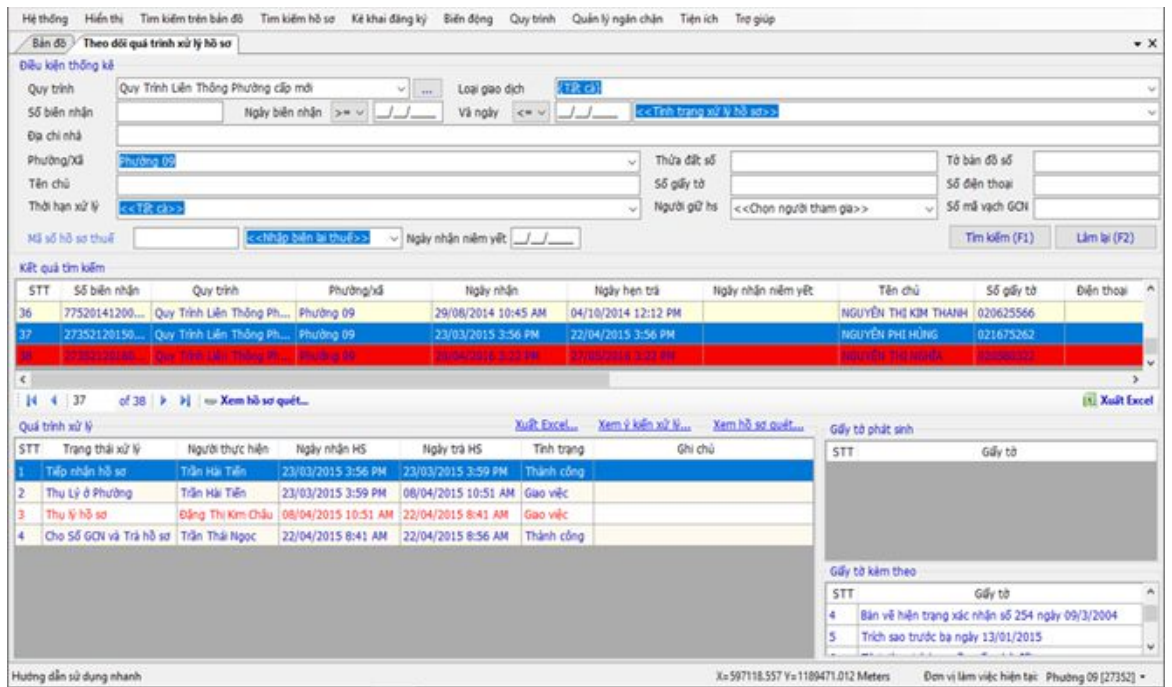 Hệ thống Hiển thị Tìm kiếm trên bản đồ Tìm kiếm hồ sơ Kê khai đăng ký Biến động Quy trình Quản lý ngăn chặn Tiện ích Trợ giúp
Bản đồ Theo dõi quá trình xử lý hồ sơ
Điều kiện thống kê
Quy trình Quy Trình Liên Thông Phường cấp mới ... Loại giao dịch {Tất cả}
Số biên nhận Ngày biên nhận >= _/_/___ Và ngày <= _/_/___ <<Tình trạng xử lý hồ sơ>>
Địa chỉ nhà
Phường/Xã Phường 09 Thửa đất số Tờ bản đồ số
Tên chủ Số giấy tờ Số điện thoại
Thời hạn xử lý <<Tất cả>> Người giữ hs <<Chọn người tham gia>> Số mã vạch GCN
Mã số hồ sơ thuế <<Nhập biên lai thuế>> Ngày nhận niêm yết _/_/___ Tìm kiếm (F1) Làm lại (F2)
Kết quả tìm kiếm
STT Số biên nhận Quy trình Phường/xã Ngày nhận Ngày hẹn trả Ngày nhận niêm yết Tên chủ Số giấy tờ Điện thoại
36 77520141200... Quy Trình Liên Thông Ph... Phường 09 29/08/2014 10:45 AM 04/10/2014 12:12 PM NGUYỄN THỊ KIM THANH 020625566
37 27352120150... Quy Trình Liên Thông Ph... Phường 09 23/03/2015 3:56 PM 22/04/2015 3:56 PM NGUYỄN PHI HÙNG 021675262
38 Quy Trình Liên Thông Ph... Phường 09 NGUYỄN THỊ NGHĨA
37 of 38 Xem hồ sơ quét... Xuất Excel
Quá trình xử lý Xuất Excel... Xem ý kiến xử lý... Xem hồ sơ quét...
STT Trạng thái xử lý Người thực hiện Ngày nhận HS Ngày trả HS Tình trạng Ghi chú
1 Tiếp nhận hồ sơ Trần Hải Tiến 23/03/2015 3:56 PM 23/03/2015 3:59 PM Thành công
2 Thụ Lý ở Phường Trần Hải Tiến 23/03/2015 3:59 PM 08/04/2015 10:51 AM Giao việc
3 Thụ lý hồ sơ Đặng Thị Kim Châu 08/04/2015 10:51 AM 22/04/2015 8:41 AM Giao việc
4 Cho Số GCN và Trả hồ sơ Trần Thái Ngọc 22/04/2015 8:41 AM 22/04/2015 8:56 AM Thành công
Giấy tờ phát sinh
STT Giấy tờ
Giấy tờ kèm theo
STT Giấy tờ
4 Bản vẽ hiện trạng xác nhận số 254 ngày 09/3/2004
5 Trích sao trước bạ ngày 13/01/2015
Hướng dẫn sử dụng nhanh X=597118.557 Y=1189471.012 Meters Đơn vị làm việc hiện tại: Phường 09 [27352]